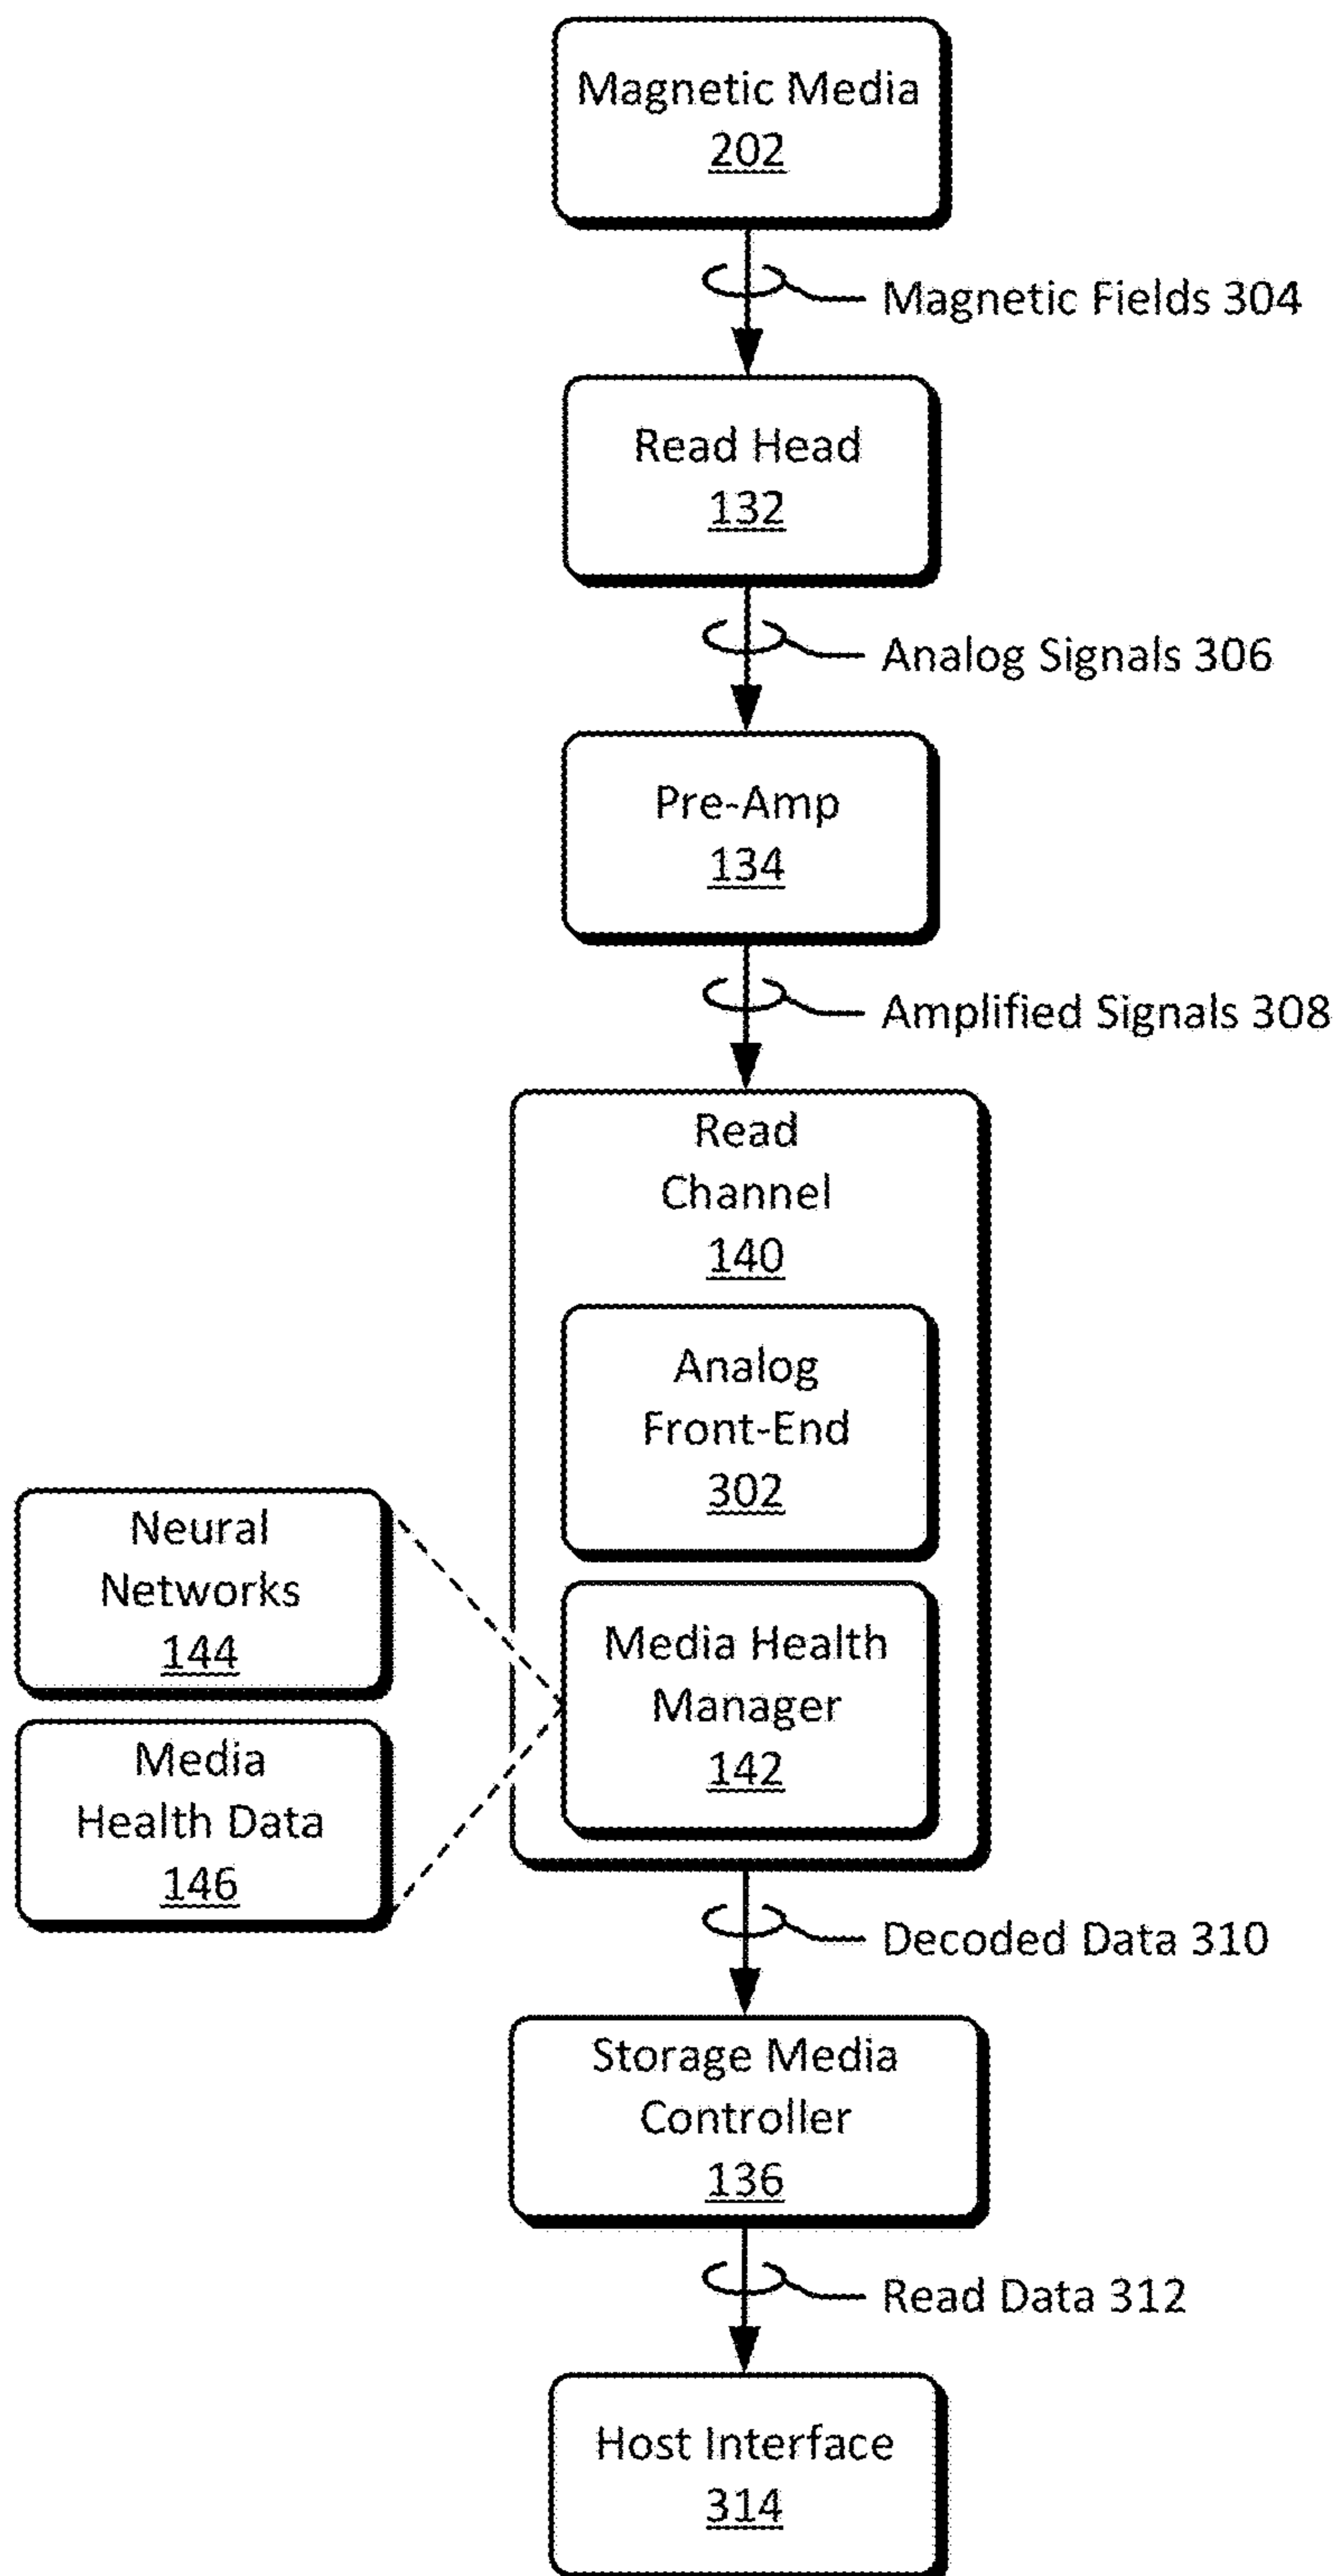 Magnetic Media
202
Magnetic Fields 304
Read Head
132
Analog Signals 306
Pre-Amp
134
Amplified Signals 308
Read
Channel
140
Analog
Front-End
302
Neural
Networks
144
Media Health
Manager
142
Media
Health Data
146
Decoded Data 310
Storage Media
Controller
136
Read Data 312
Host Interface
314